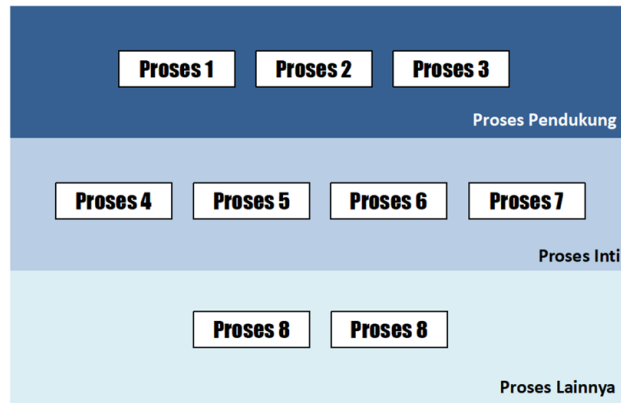 Proses 1 Proses 2 Proses 3
Proses Pendukung
Proses 4 Proses 5 Proses 6 Proses 7
Proses Inti
Proses 8 Proses 8
Proses Lainnya